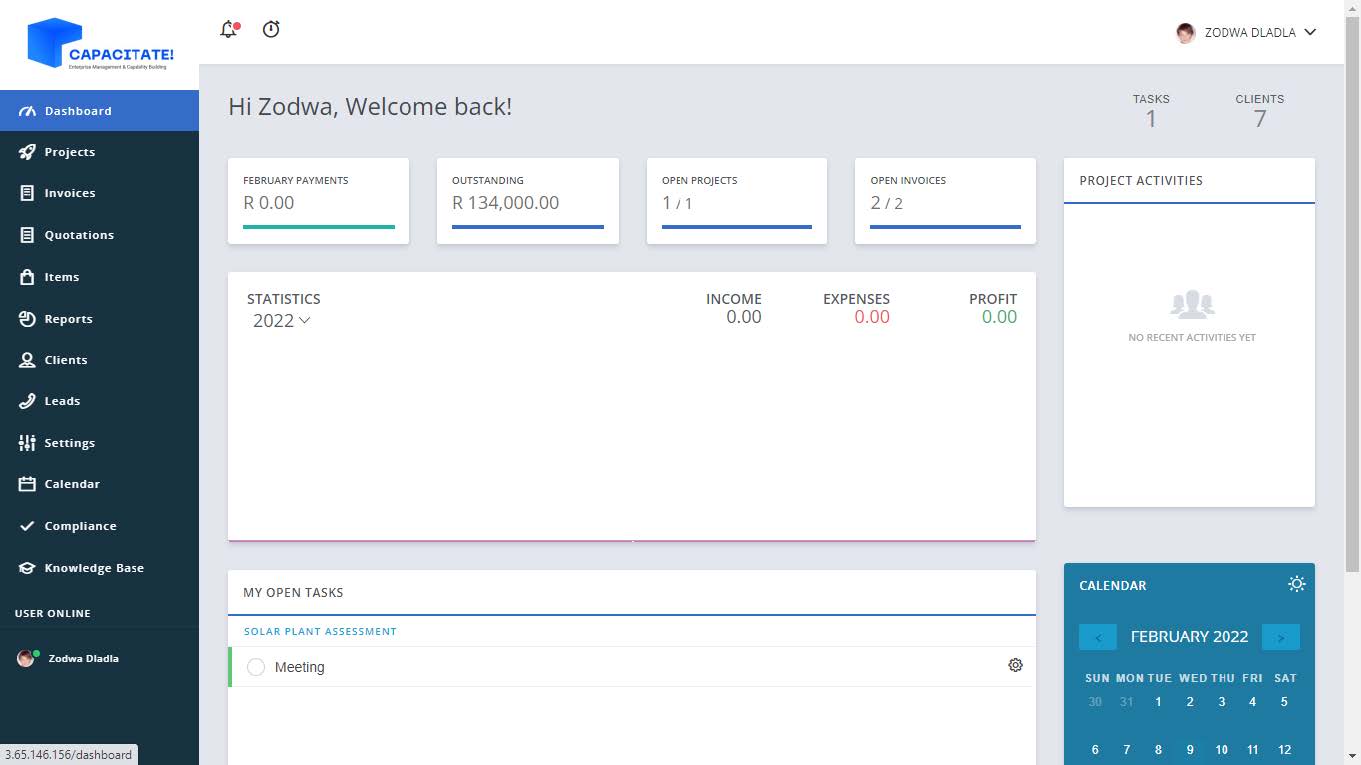 CAPACITATE!
Enterprise Management & Capability Building
ZODWA DLADLA
Dashboard
Projects
Invoices
Quotations
Items
Reports
Clients
Leads
Settings
Calendar
Compliance
Knowledge Base
USER ONLINE
Zodwa Dladla
3.65.146.156/dashboard
Hi Zodwa, Welcome back!
TASKS
1
CLIENTS
7
FEBRUARY PAYMENTS
R 0.00
OUTSTANDING
R 134,000.00
OPEN PROJECTS
1 / 1
OPEN INVOICES
2 / 2
STATISTICS
2022
INCOME
0.00
EXPENSES
0.00
PROFIT
0.00
MY OPEN TASKS
SOLAR PLANT ASSESSMENT
Meeting
PROJECT ACTIVITIES
NO RECENT ACTIVITIES YET
CALENDAR
< FEBRUARY 2022 >
SUN MON TUE WED THU FRI SAT
30 31 1 2 3 4 5
6 7 8 9 10 11 12